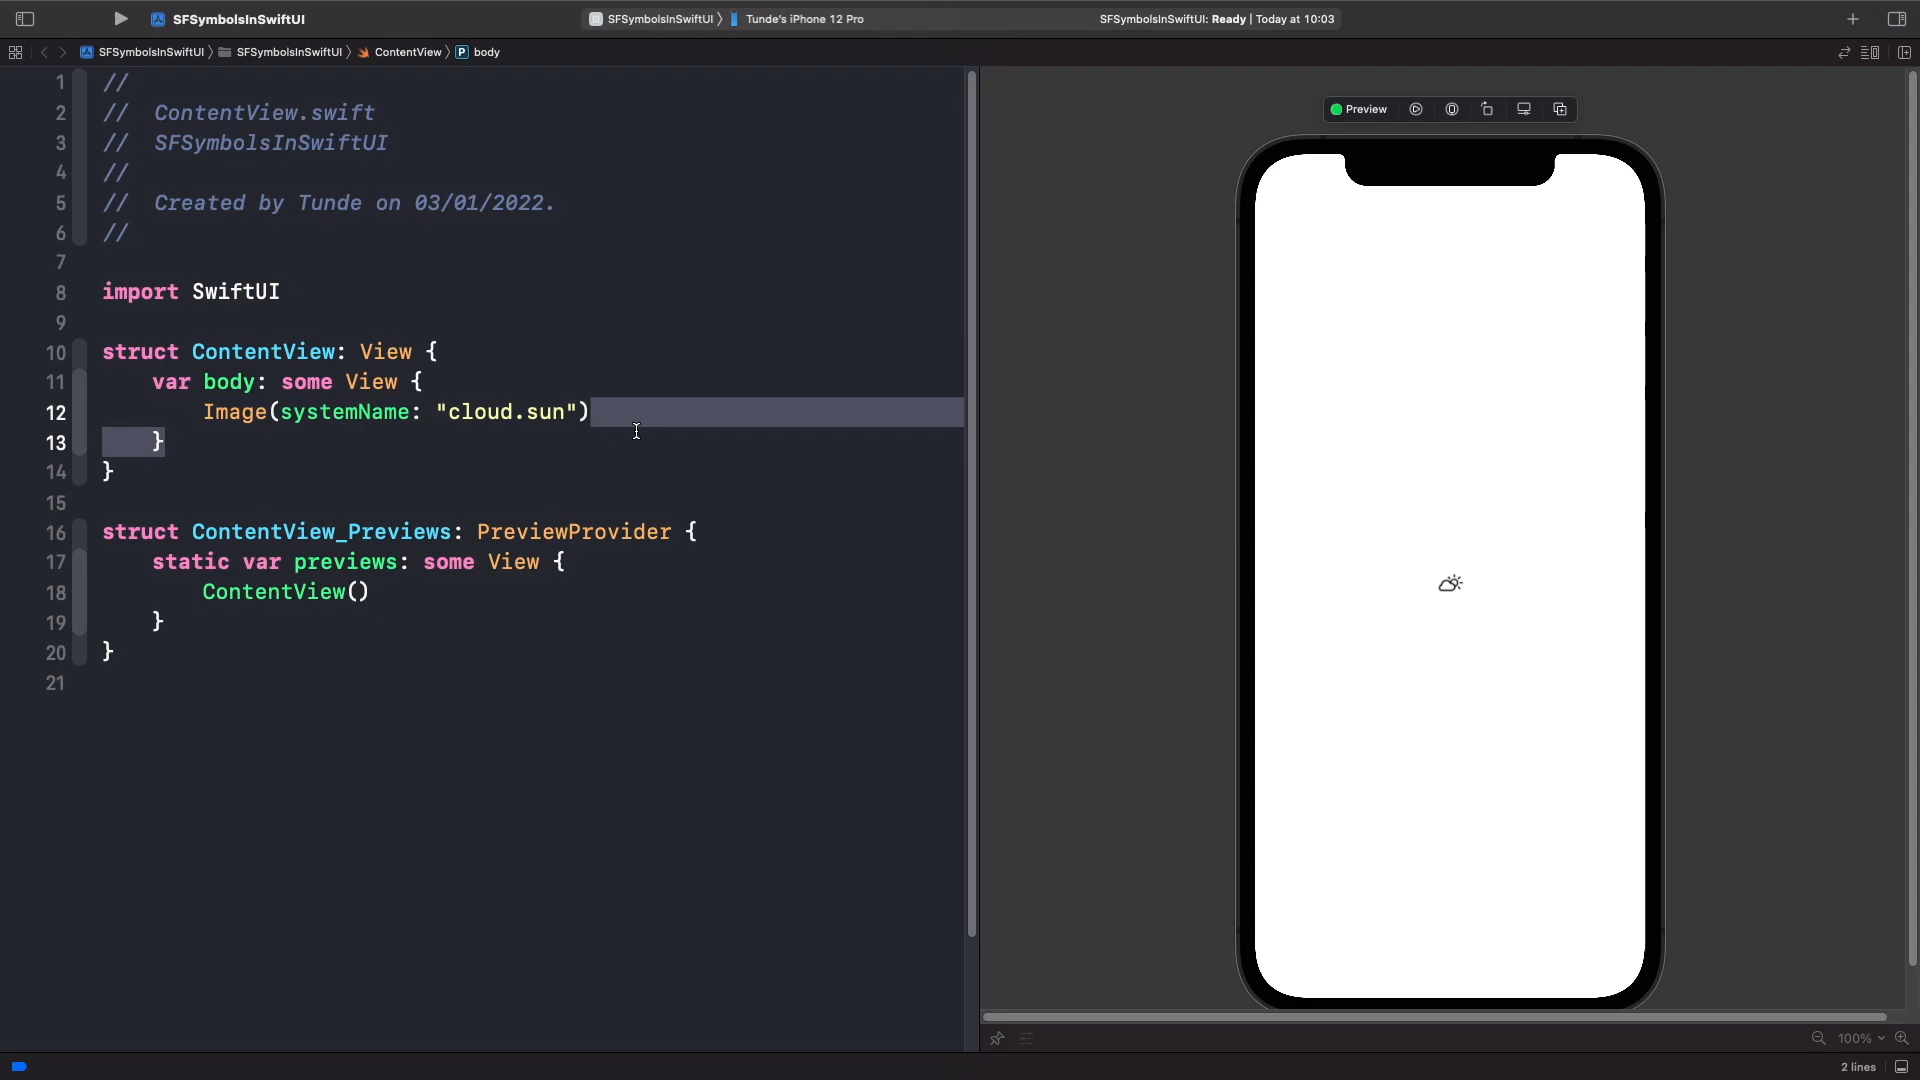 SFSymbolsInSwiftUI
SFSymbolsInSwiftUI 〉 Tunde's iPhone 12 Pro
SFSymbolsInSwiftUI: Ready | Today at 10:03
SFSymbolsInSwiftUI 〉 SFSymbolsInSwiftUI 〉 ContentView 〉 P body
1 //
2 //  ContentView.swift
3 //  SFSymbolsInSwiftUI
4 //
5 //  Created by Tunde on 03/01/2022.
6 //
7
8 import SwiftUI
9
10 struct ContentView: View {
11     var body: some View {
12         Image(systemName: "cloud.sun")
13     }
14 }
15
16 struct ContentView_Previews: PreviewProvider {
17     static var previews: some View {
18         ContentView()
19     }
20 }
21
Preview
100%
2 lines